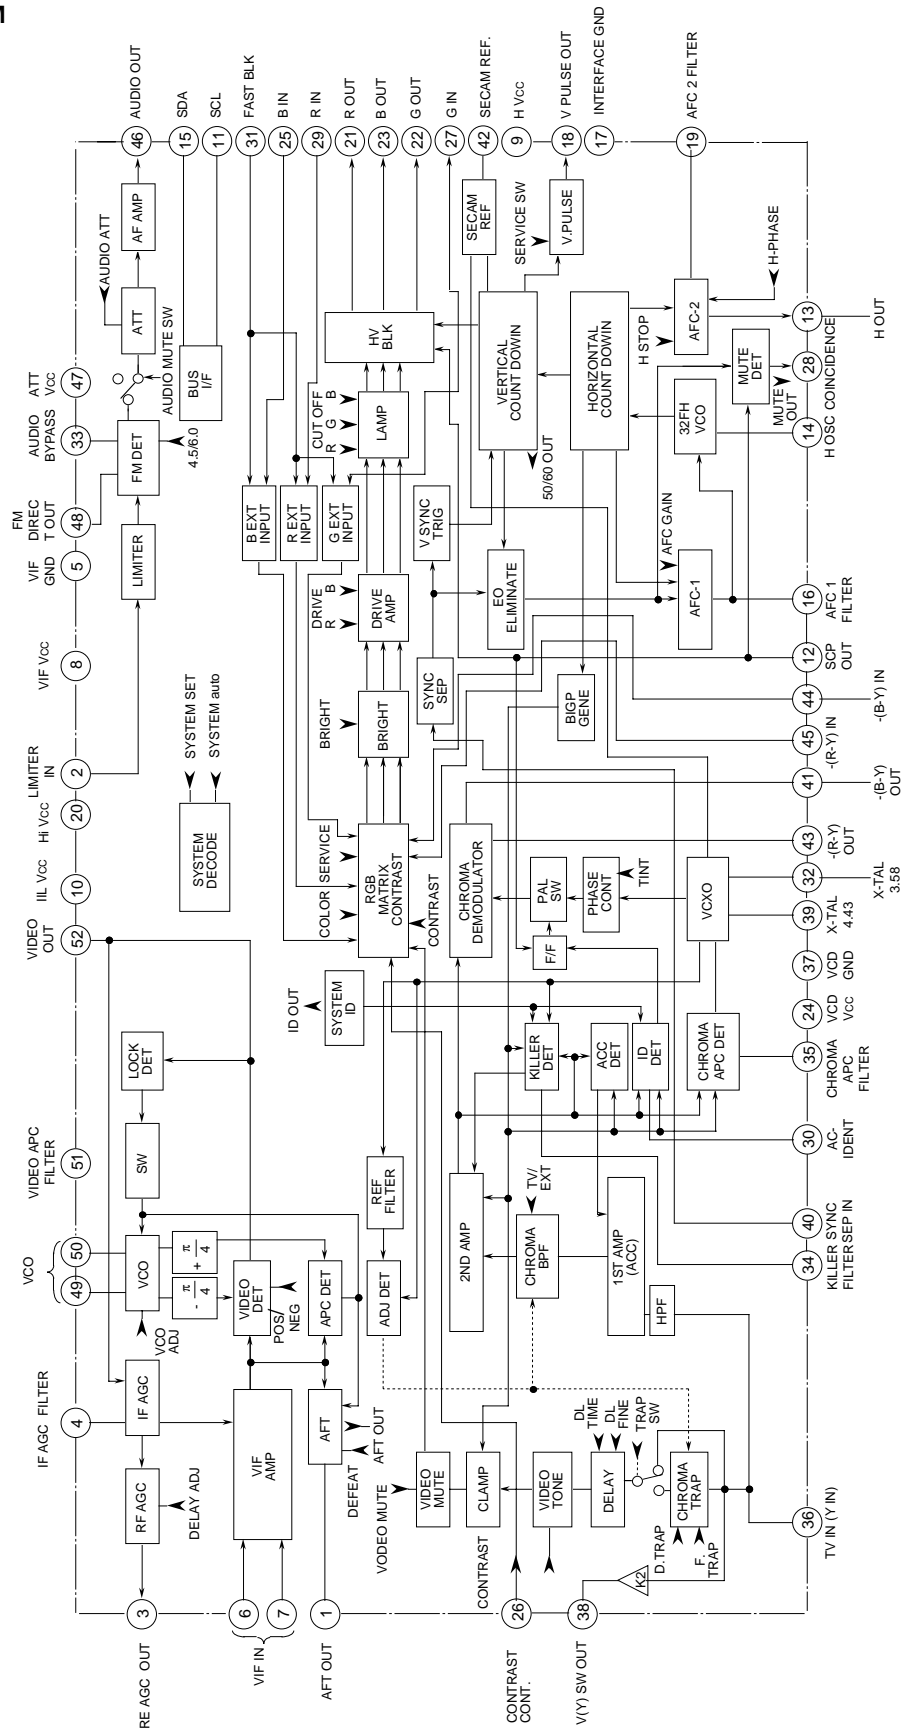 M
AUDIO OUT
SDA
SCL
FAST BLK
B IN
R IN
R OUT
B OUT
G OUT
G IN
SECAM REF.
H Vcc
V PULSE OUT
INTERFACE GND
AFC 2 FILTER
46
15
11
31
25
29
21
23
22
27
42
9
18
17
19
AF AMP
AUDIO ATT
ATT
AUDIO MUTE SW
BUS
I/F
ATT
Vcc
47
AUDIO
BYPASS
33
FM
DIREC
T OUT
48
VIF
GND
5
FM DET
4.5/6.0
LIMITER
VIF Vcc
8
LIMITER
IN
2
Hi Vcc
20
IIL Vcc
10
VIDEO
OUT
52
VIDEO APC
FILTER
51
VCO
50
49
IF AGC FILTER
4
SYSTEM SET
SYSTEM auto
SYSTEM
DECODE
SECAM
REF
SERVICE SW
V.PULSE
HV
BLK
VERTICAL
COUNT DOWIN
50/60 OUT
HORIZONTAL
COUNT DOWIN
H STOP
AFC-2
H-PHASE
MUTE
DET
MUTE
OUT
32FH
VCO
13
H OUT
28
H OSC COINDENCE
14
CUT OFF
R G B
LAMP
B EXT
INPUT
R EXT
INPUT
G EXT
INPUT
V SYNC
TRIG
EO
ELIMINATE
AFC GAIN
AFC-1
16
AFC 1
FILTER
DRIVE
R B
DRIVE
AMP
SYNC
SEP
BIGP
GENE
12
SCP
OUT
44
-(B-Y) IN
45
-(R-Y) IN
41
-(B-Y)
OUT
43
-(R-Y)
OUT
32
X-TAL
3.58
39
X-TAL
4.43
37
VCD
GND
24
VCD
Vcc
35
CHROMA
APC
FILTER
30
AC-
IDENT
40
SYNC
SEP IN
34
KILLER
FILTER
36
TV IN (Y IN)
BRIGHT
BRIGHT
COLOR SERVICE
RGB
MATRIX
CONTRAST
CONTRAST
CHROMA
DEMODULATOR
PAL
SW
PHASE
CONT
TINT
VCXO
F/F
ID OUT
SYSTEM
ID
KILLER
DET
ACC
DET
ID
DET
CHROMA
APC DET
LOCK
DET
SW
VCO
VCO
ADJ
π
+
4
π
-
4
VIDEO
DET
POS/
NEG
APC DET
REF
FILTER
ADJ DET
2ND AMP
TV/
EXT
CHROMA
BPF
1ST AMP
(ACC)
HPF
IF AGC
RF AGC
DELAY ADJ
VIF
AMP
AFT
DEFEAT
AFT OUT
VODEO MUTE
VIDEO
MUTE
CLAMP
CONTRAST
VIDEO
TONE
DL
TIME
DL
FINE
TRAP
SW
DELAY
CHROMA
TRAP
D.TRAP
F.
TRAP
K2
3
RE AGC OUT
6
7
VIF IN
1
AFT OUT
26
CONTRAST
CONT.
38
V(Y) SW OUT